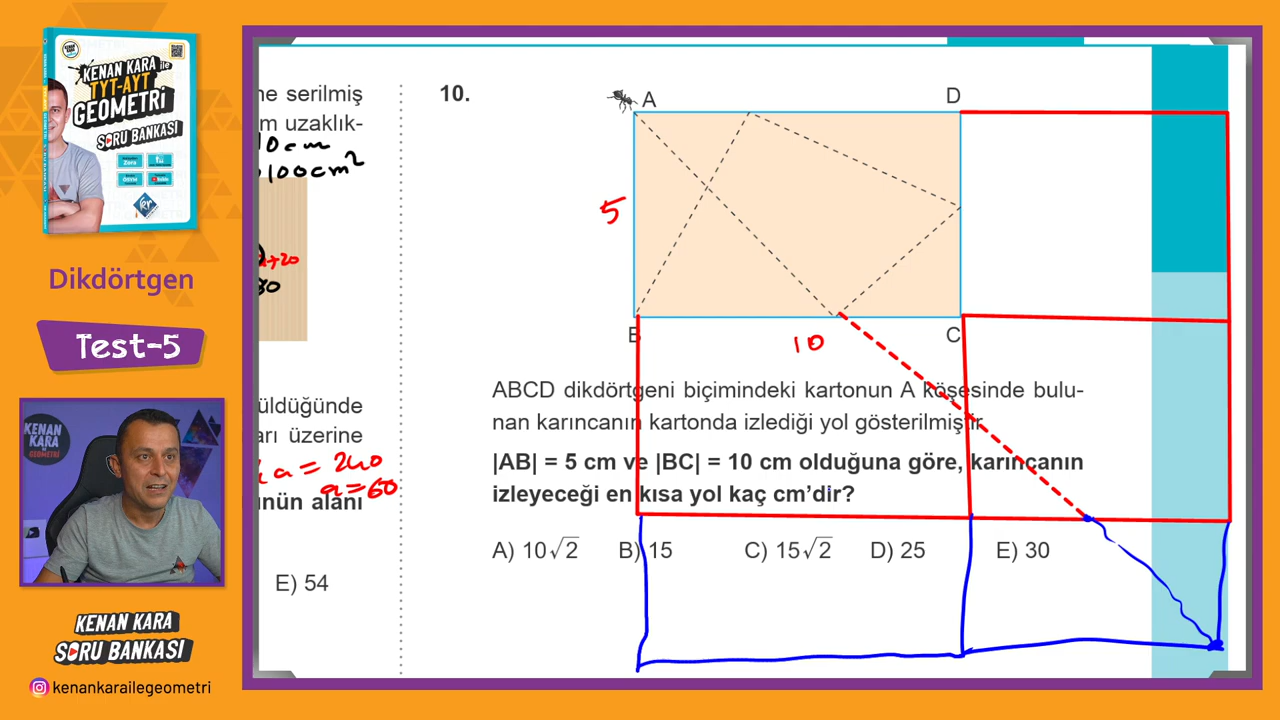 KENAN KARA ile
TYT-AYT
GEOMETRİ
SORU BANKASI
Dikdörtgen
Test-5
KENAN
KARA
KENAN KARA
SORU BANKASI
kenankarailegeometri
ne serilmiş
m uzaklık-
10cm
100cm²
+20
30
üldüğünde
arı üzerine
a = 240
a = 60
ünün alanı
E) 54
10.
A
D
5
B
C
10
ABCD dikdörtgeni biçimindeki kartonun A köşesinde bulu-
nan karıncanın kartonda izlediği yol gösterilmiştir.
|AB| = 5 cm ve |BC| = 10 cm olduğuna göre, karıncanın
izleyeceği en kısa yol kaç cm'dir?
A) 10√2 B) 15 C) 15√2 D) 25 E) 30